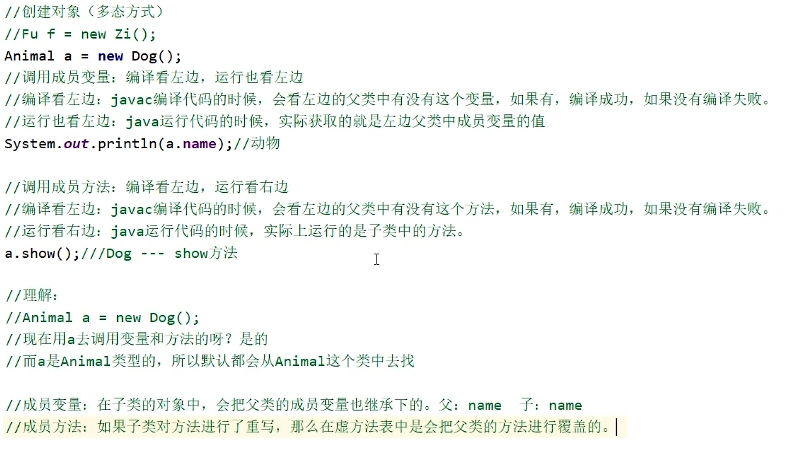 //创建对象（多态方式）
//Fu f = new Zi();
Animal a = new Dog();
//调用成员变量：编译看左边，运行也看左边
//编译看左边：javac编译代码的时候，会看左边的父类中有没有这个变量，如果有，编译成功，如果没有编译失败。
//运行也看左边：java运行代码的时候，实际获取的就是左边父类中成员变量的值
System.out.println(a.name);//动物
//调用成员方法：编译看左边，运行看右边
//编译看左边：javac编译代码的时候，会看左边的父类中有没有这个方法，如果有，编译成功，如果没有编译失败。
//运行看右边：java运行代码的时候，实际上运行的是子类中的方法。
a.show();///Dog --- show方法
//理解：
//Animal a = new Dog();
//现在用a去调用变量和方法的呀？是的
//而a是Animal类型的，所以默认都会从Animal这个类中去找
//成员变量：在子类的对象中，会把父类的成员变量也继承下的。父：name  子：name
//成员方法：如果子类对方法进行了重写，那么在虚方法表中是会把父类的方法进行覆盖的。